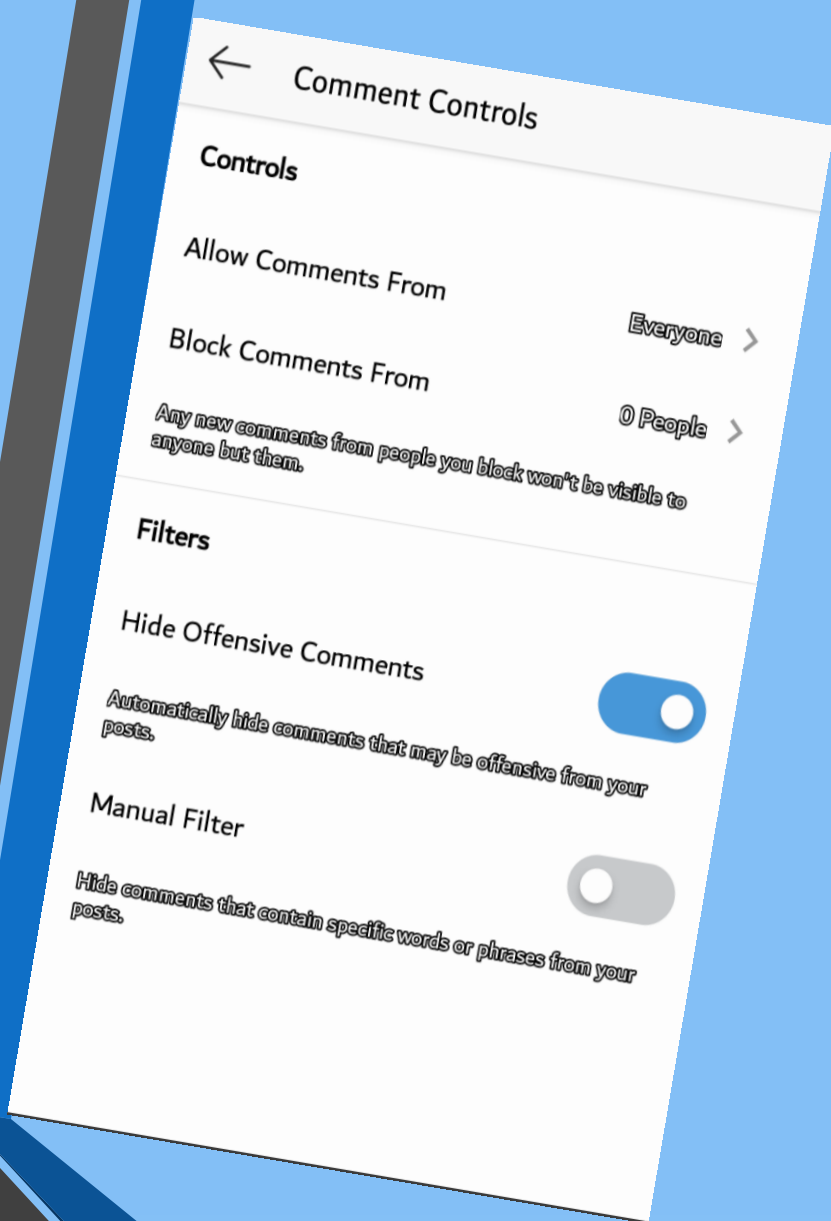 Comment Controls
Controls
Allow Comments From
Everyone
Block Comments From
0 People
Any new comments from people you block won't be visible to
anyone but them.
Filters
Hide Offensive Comments
Automatically hide comments that may be offensive from your
posts.
Manual Filter
Hide comments that contain specific words or phrases from your
posts.